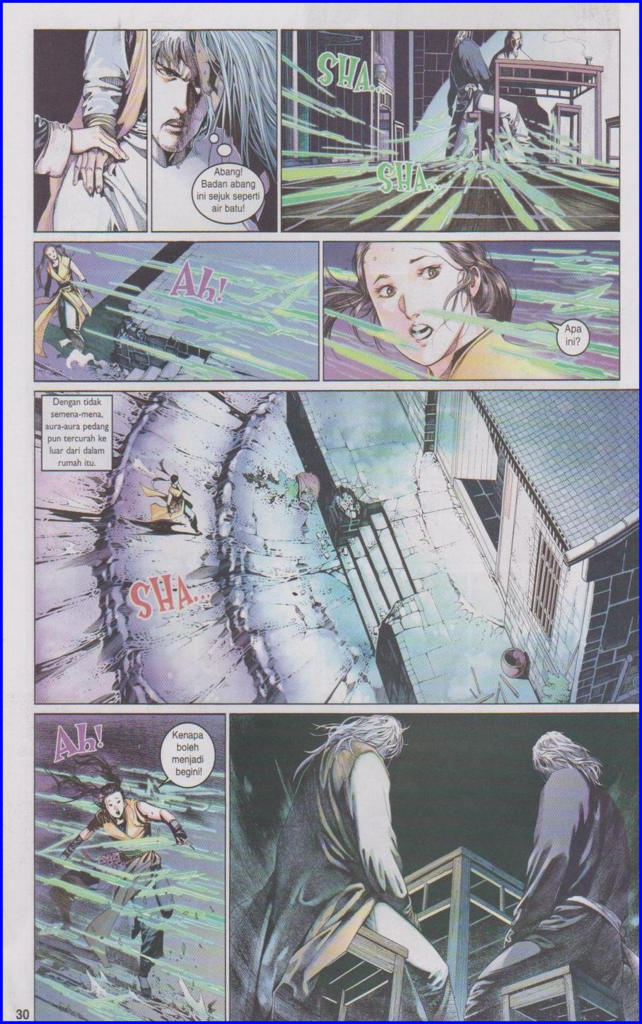 Abang!
Badan abang
ini sejuk seperti
air batu!
SHA...
SHA...
Ah!
Apa
ini?
Dengan tidak
semena-mena,
aura-aura pedang
pun tercurah ke
luar dari dalam
rumah itu.
SHA...
Ah!
Kenapa
boleh
menjadi
begini!
30